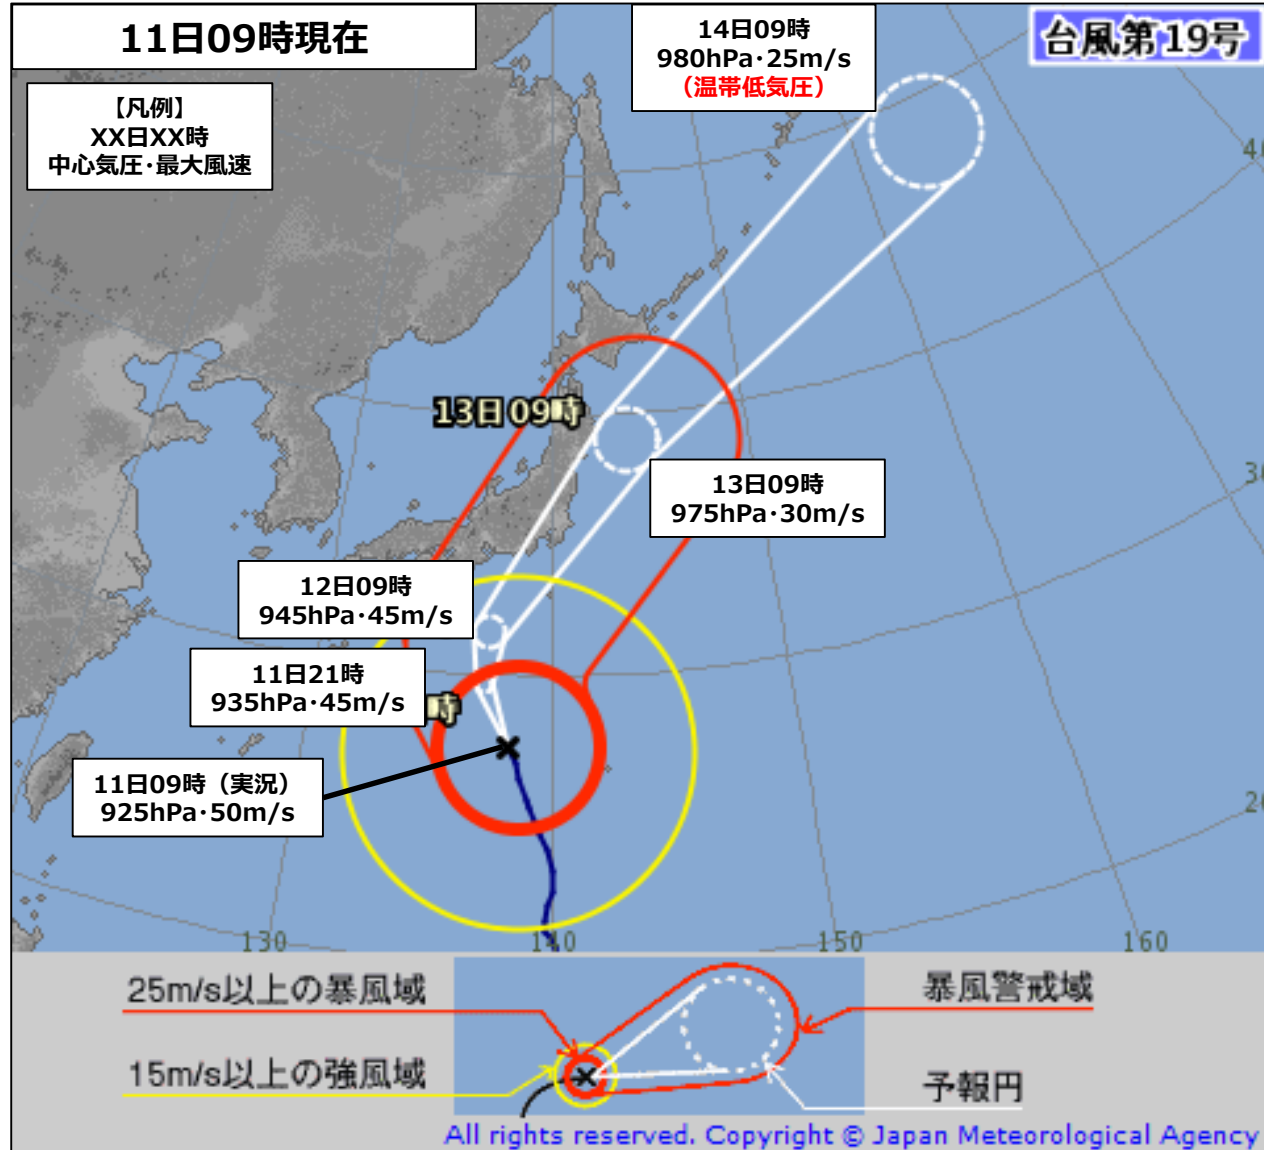 11日09時現在
台風第19号
【凡例】
XX日XX時
中心気圧・最大風速
14日09時
980hPa・25m/s
（温帯低気圧）
40
13日09時
13日09時
975hPa・30m/s
30
12日09時
945hPa・45m/s
11日21時
935hPa・45m/s
時
11日09時（実況）
925hPa・50m/s
20
130
140
150
160
25m/s以上の暴風域
暴風警戒域
15m/s以上の強風域
予報円
All rights reserved. Copyright © Japan Meteorological Agency